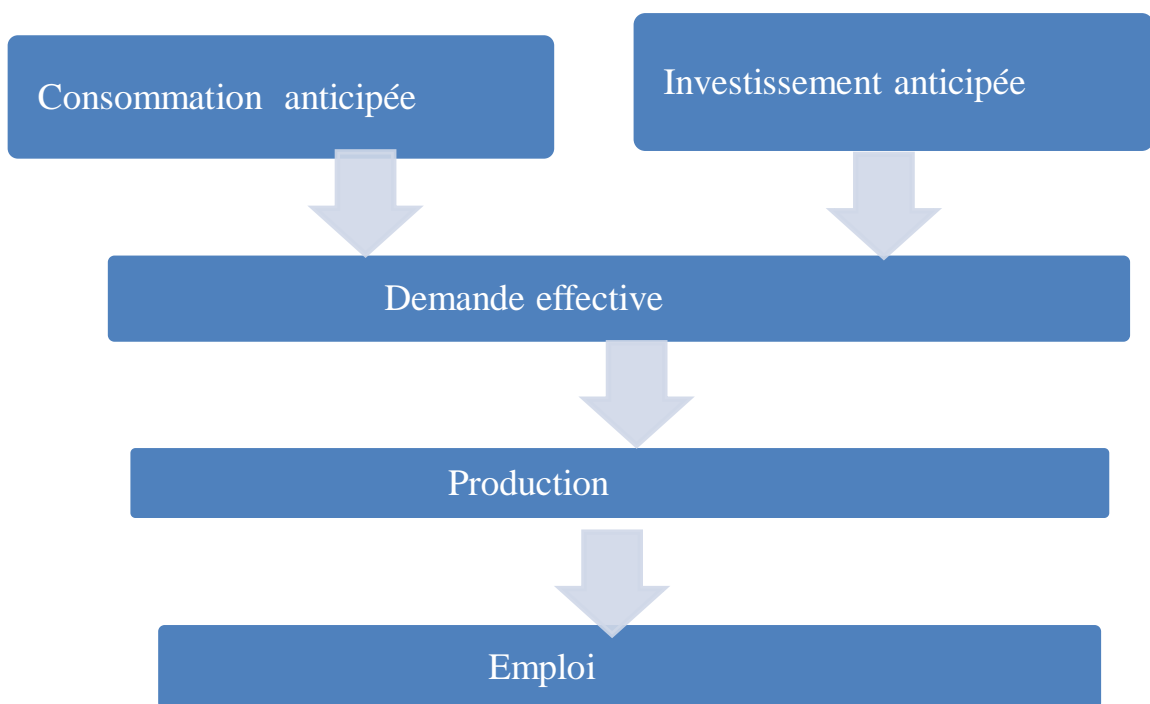 Consommation anticipée
Investissement anticipée
Demande effective
Production
Emploi